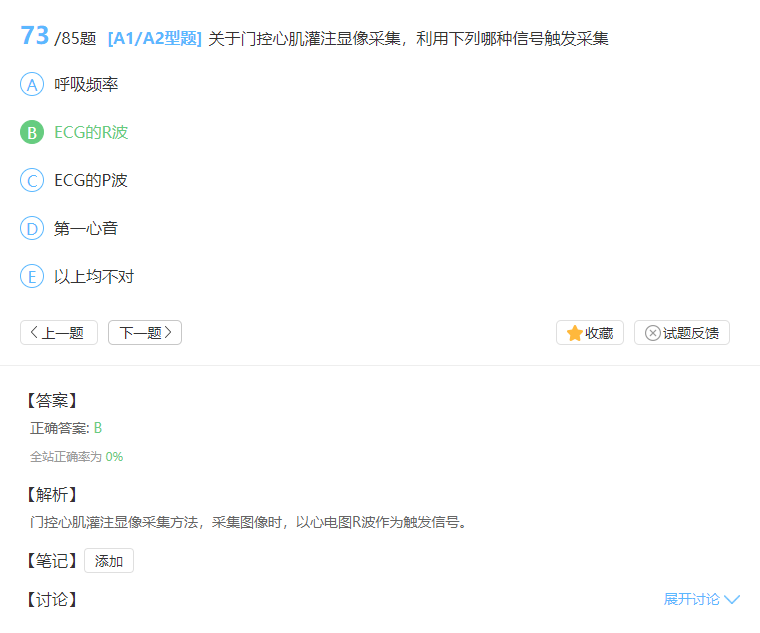 73 /85题 [A1/A2型题] 关于门控心肌灌注显像采集，利用下列哪种信号触发采集
A 呼吸频率
B ECG的R波
C ECG的P波
D 第一心音
E 以上均不对
上一题 下一题 收藏 试题反馈
【答案】
正确答案: B
全站正确率为 0%
【解析】
门控心肌灌注显像采集方法，采集图像时，以心电图R波作为触发信号。
【笔记】 添加
【讨论】 展开讨论